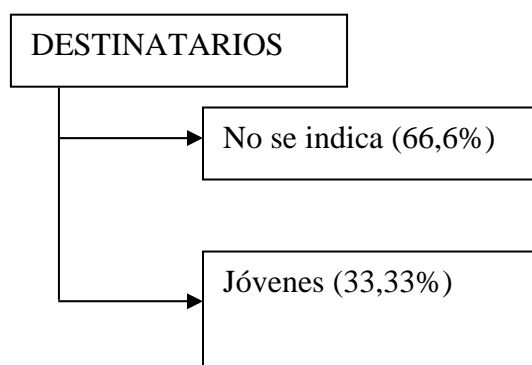 DESTINATARIOS
No se indica (66,6%)
Jóvenes (33,33%)